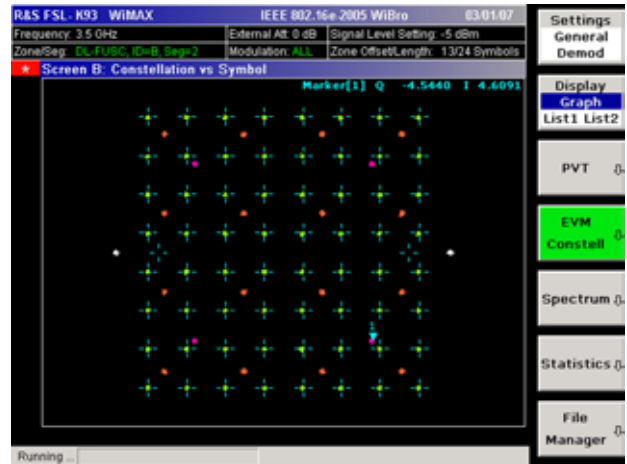 R&S FSL- K93 WiMAX IEEE 802.16e-2005 WiBro 03/01/07
Frequency: 3.5 GHz External Att: 0 dB Signal Level Setting: -5 dBm
Zone/Seg: DL-FUSC, ID=B, Seg=2 Modulation: ALL Zone Offset/Length: 13/24 Symbols
* Screen B: Constellation vs Symbol
Marker[1] Q -4.5440 I 4.6091
1
Running ...
Settings
General
Demod
Display
Graph
List1 List2
PVT
EVM
Constell
Spectrum
Statistics
File
Manager